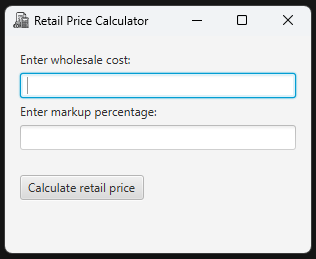 Retail Price Calculator
Enter wholesale cost:
Enter markup percentage:
Calculate retail price